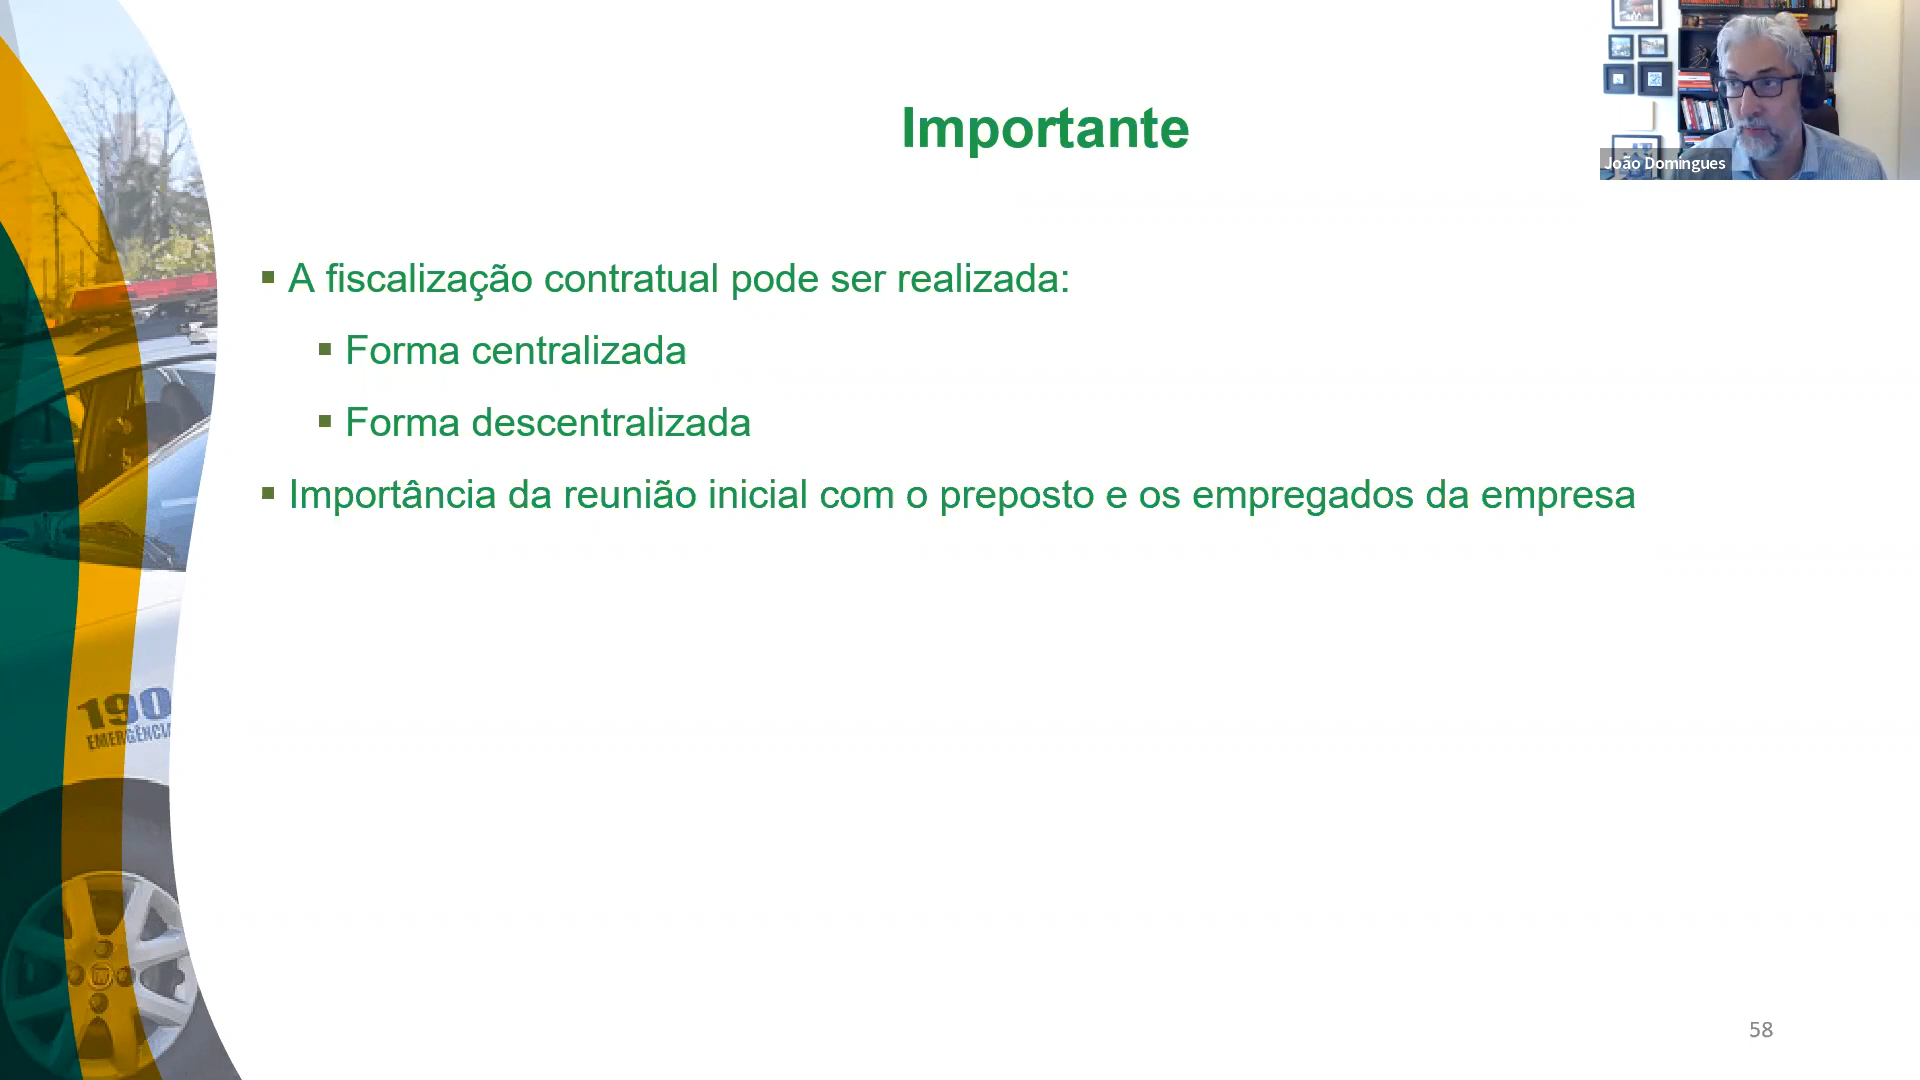 João Domingues
Importante
▪ A fiscalização contratual pode ser realizada:
▪ Forma centralizada
▪ Forma descentralizada
▪ Importância da reunião inicial com o preposto e os empregados da empresa
190
EMERGÊNCIA
58